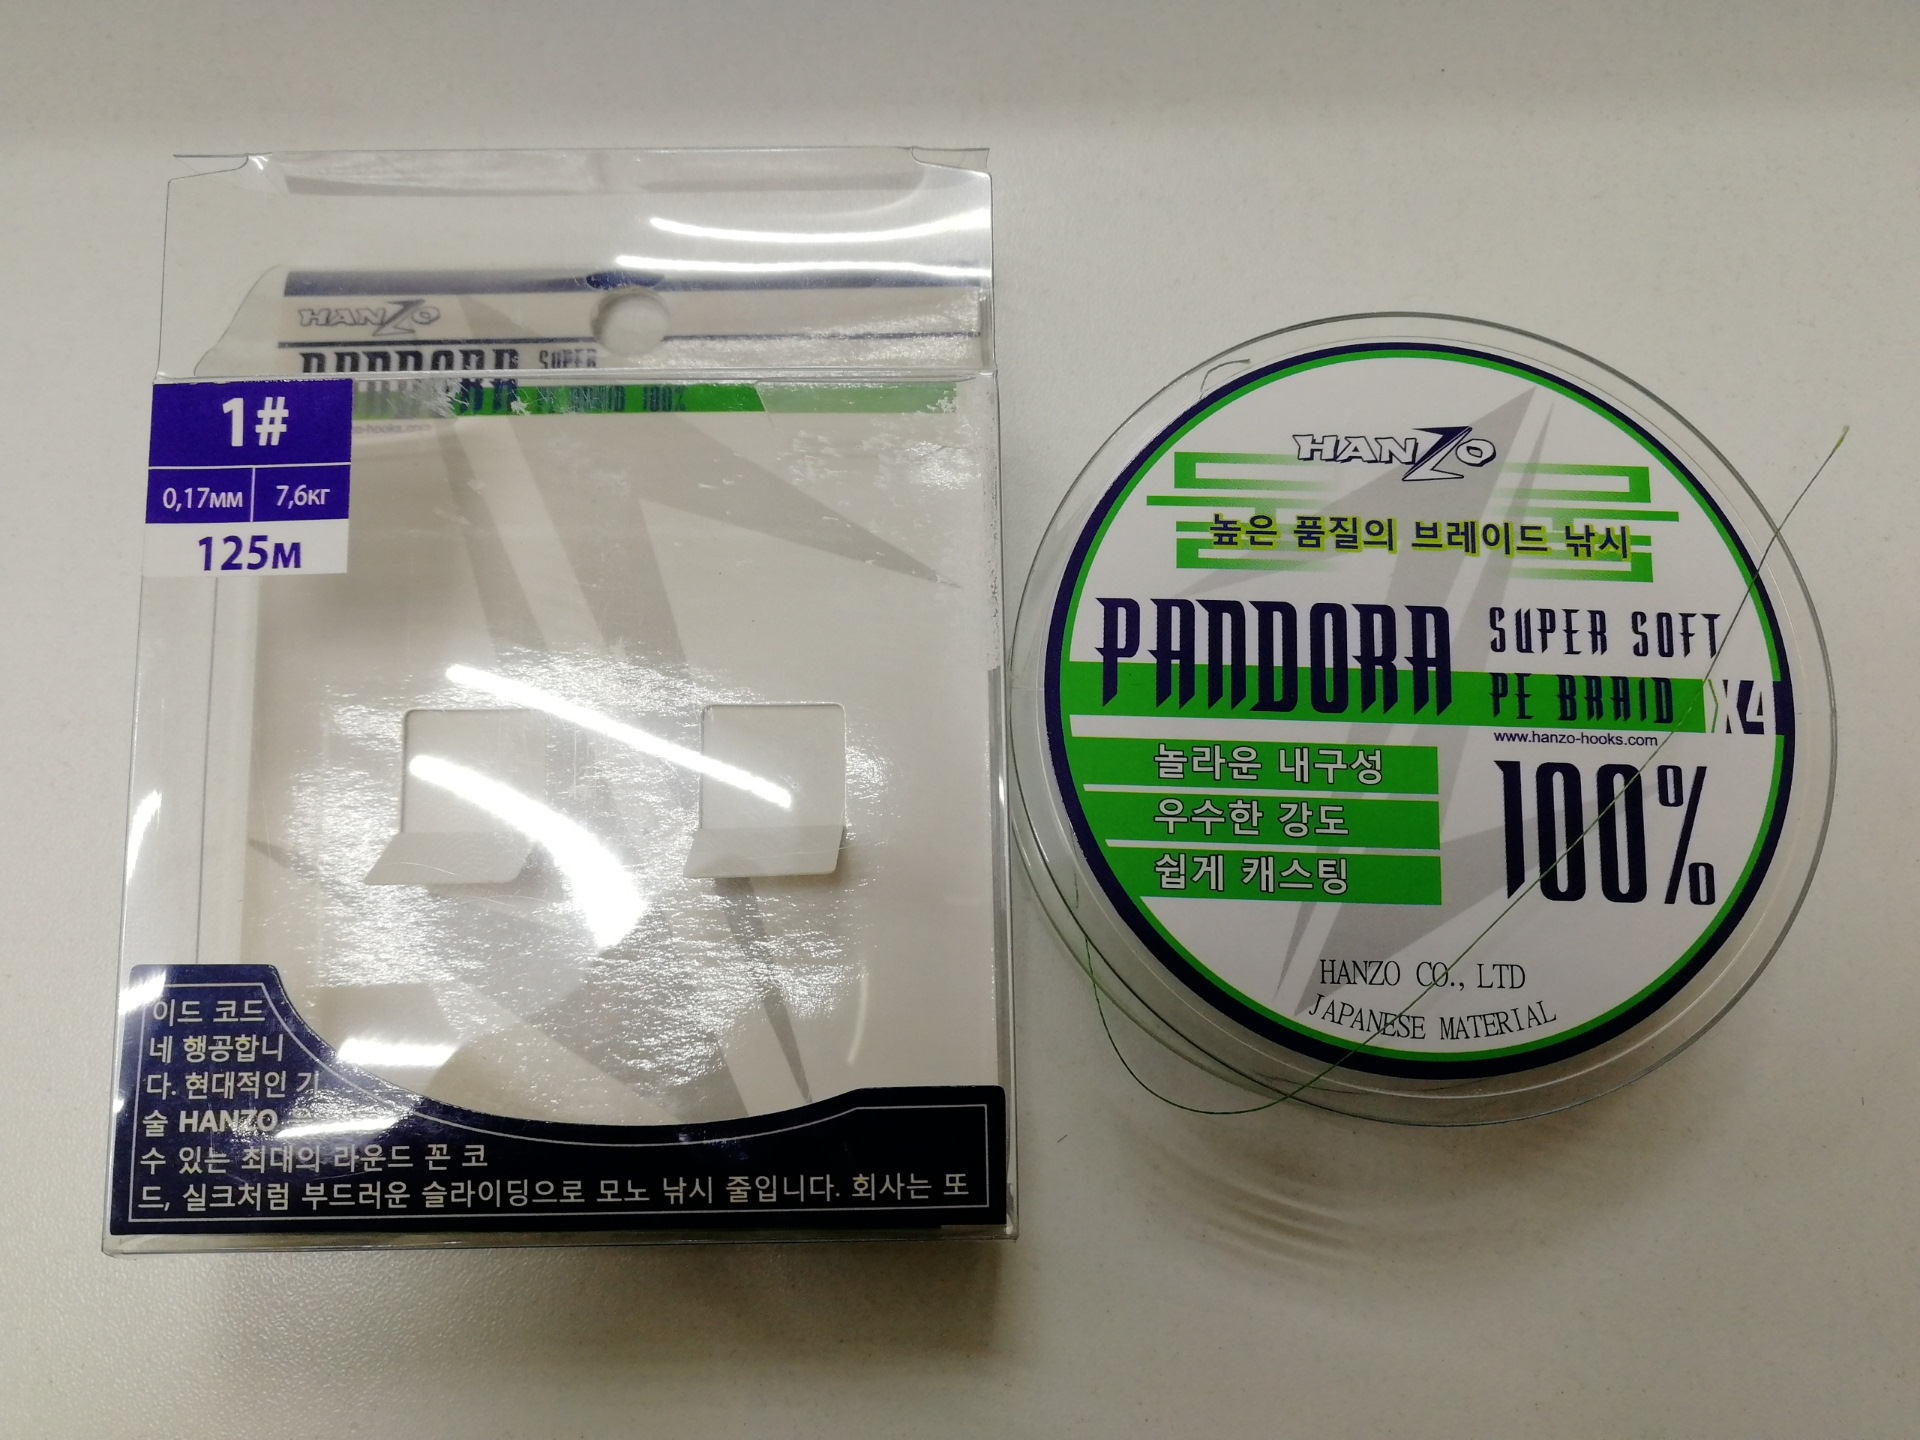 HANZO
PANDORA SUPER
PE BRAID 100%
1#
0,17мм 7,6кг
125м
이드 코드
네 행공합니
다. 현대적인 기
술 HANZO
수 있는 최대의 라운드 꼰 코
드, 실크처럼 부드러운 슬라이딩으로 모노 낚시 줄입니다. 회사는 또
HANZO
높은 품질의 브레이드 낚시
PANDORA SUPER SOFT
PE BRAID X4
www.hanzo-hooks.com
놀라운 내구성
우수한 강도
쉽게 캐스팅
100%
HANZO CO., LTD
JAPANESE MATERIAL